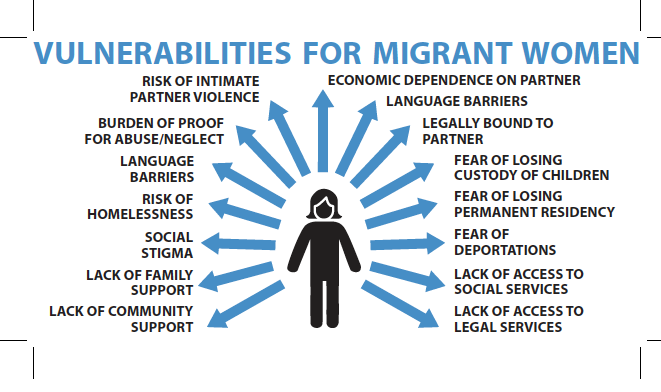 VULNERABILITIES FOR MIGRANT WOMEN
RISK OF INTIMATE
PARTNER VIOLENCE
BURDEN OF PROOF
FOR ABUSE/NEGLECT
LANGUAGE
BARRIERS
RISK OF
HOMELESSNESS
SOCIAL
STIGMA
LACK OF FAMILY
SUPPORT
LACK OF COMMUNITY
SUPPORT
ECONOMIC DEPENDENCE ON PARTNER
LANGUAGE BARRIERS
LEGALLY BOUND TO
PARTNER
FEAR OF LOSING
CUSTODY OF CHILDREN
FEAR OF LOSING
PERMANENT RESIDENCY
FEAR OF
DEPORTATIONS
LACK OF ACCESS TO
SOCIAL SERVICES
LACK OF ACCESS TO
LEGAL SERVICES